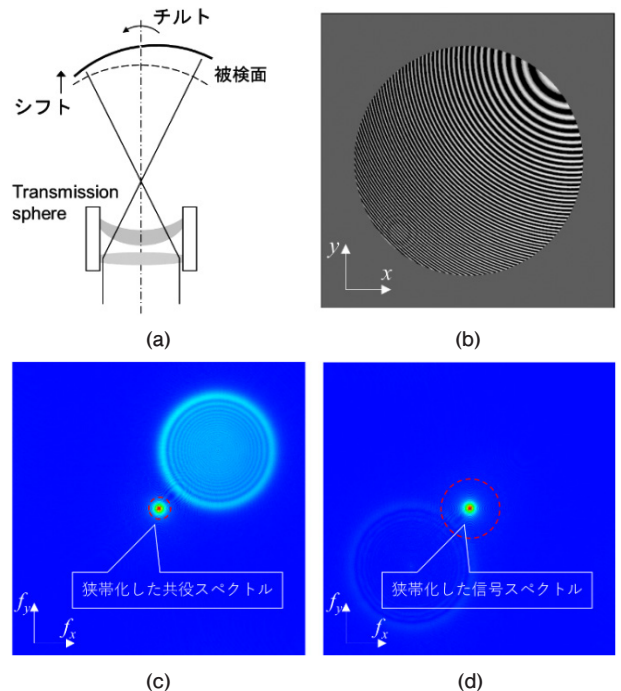 チルト
シフト
被検面
Transmission
sphere
y
x
(a)
(b)
狭帯化した共役スペクトル
fy
fx
狭帯化した信号スペクトル
fy
fx
(c)
(d)